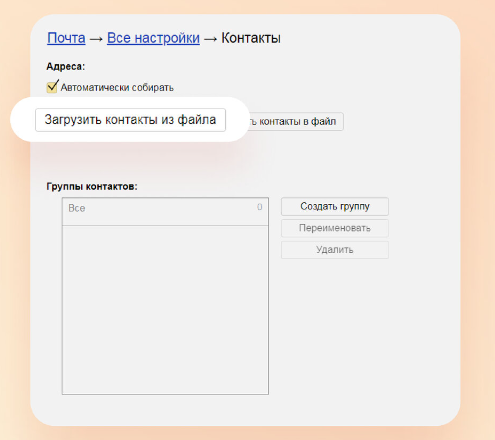 Почта → Все настройки → Контакты
Адреса:
Автоматически собирать
Загрузить контакты из файла
контакты в файл
Группы контактов:
Все 0
Создать группу
Переименовать
Удалить